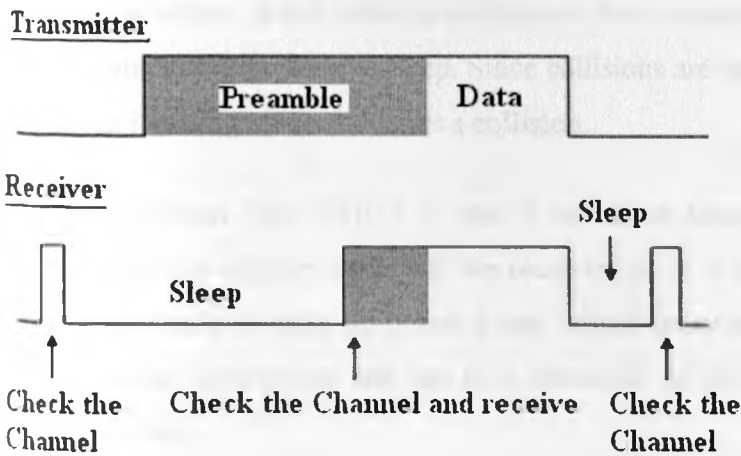 Transmitter
Preamble Data
Receiver
Sleep
Sleep
Check the Channel and receive Check the
Check the
Channel
Channel